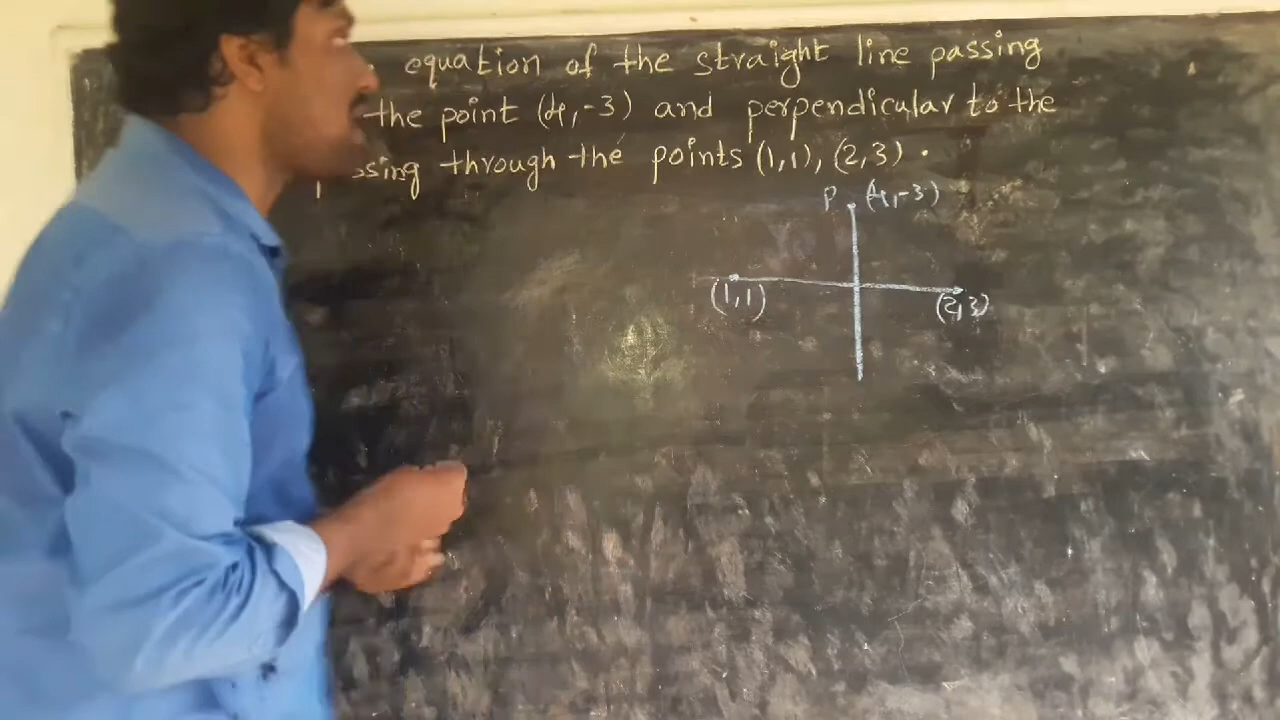 equation of the straight line passing
the point (4,-3) and perpendicular to the
through the points (1,1), (2,3).
P (4,-3)
(1,1) (2,3)